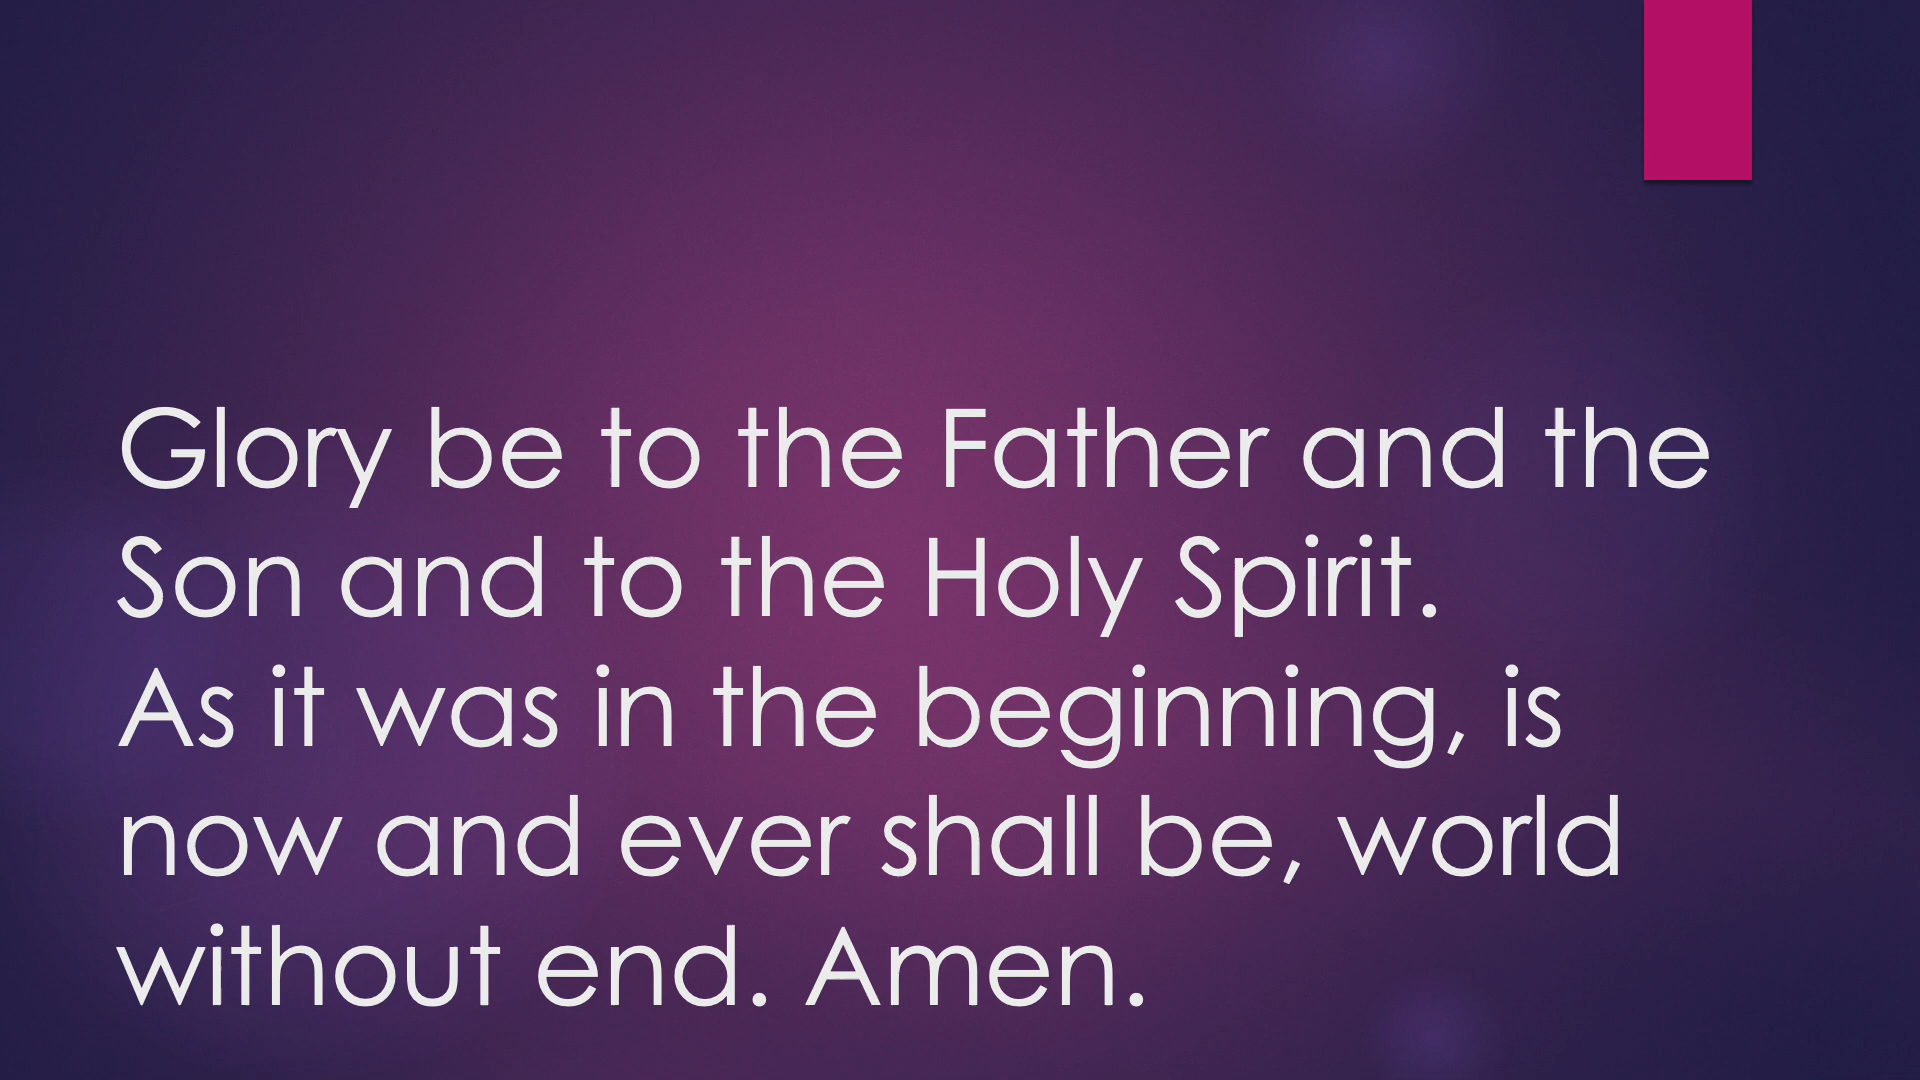 Glory be to the Father and the
Son and to the Holy Spirit.
As it was in the beginning, is
now and ever shall be, world
without end. Amen.